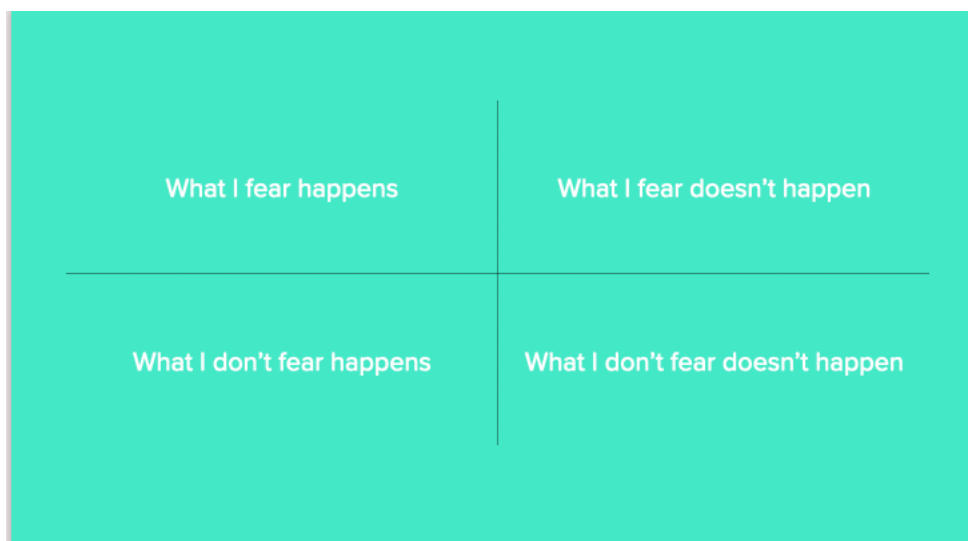 What I fear happens
What I fear doesn’t happen
What I don’t fear happens
What I don’t fear doesn’t happen